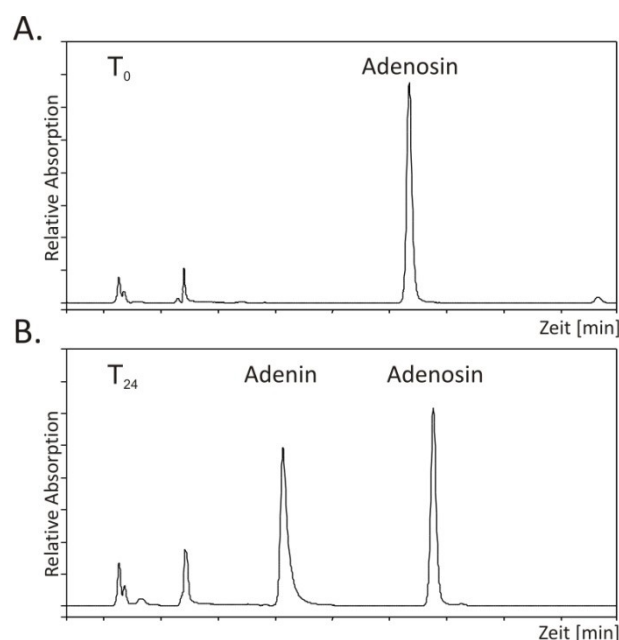 A.
T₀
Adenosin
Relative Absorption
Zeit [min]
B.
T₂₄
Adenin
Adenosin
Relative Absorption
Zeit [min]